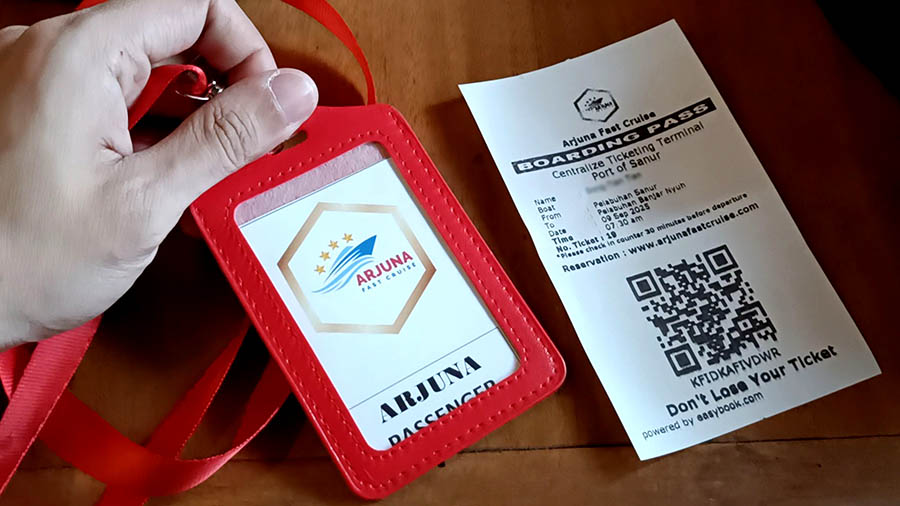 ARJUNA
FAST CRUISE
ARJUNA
PASSENGER
Arjuna Fast Cruise
BOARDING PASS
Centralize Ticketing Terminal
Port of Sanur
Name :
Boat :
From : Pelabuhan Sanur
To : Pelabuhan Banjar Nyuh
Date : 09 Sep 2025
Time : 07:30 am
No. Ticket : 19
*Please check in counter 30 minutes before departure
Reservation : www.arjunafastcruise.com
KFIDKAFIVDWR
Don't Lose Your Ticket
powered by easybook.com